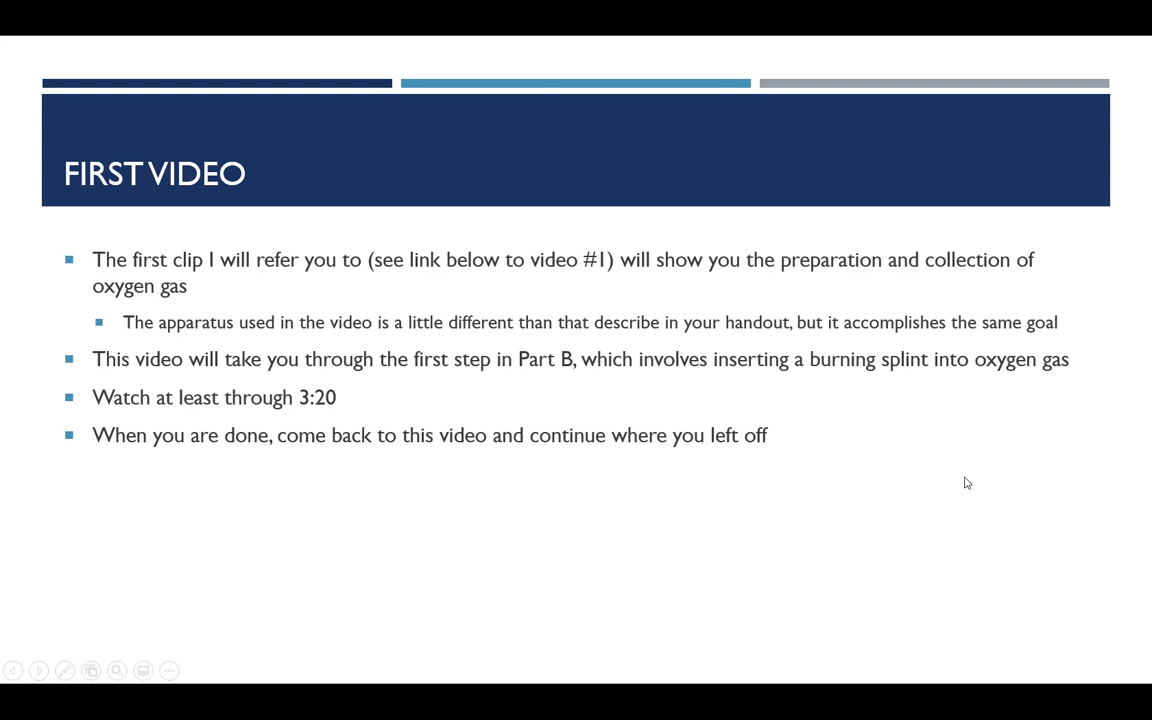 FIRST VIDEO
The first clip I will refer you to (see link below to video #1) will show you the preparation and collection of
oxygen gas
The apparatus used in the video is a little different than that describe in your handout, but it accomplishes the same goal
This video will take you through the first step in Part B, which involves inserting a burning splint into oxygen gas
Watch at least through 3:20
When you are done, come back to this video and continue where you left off